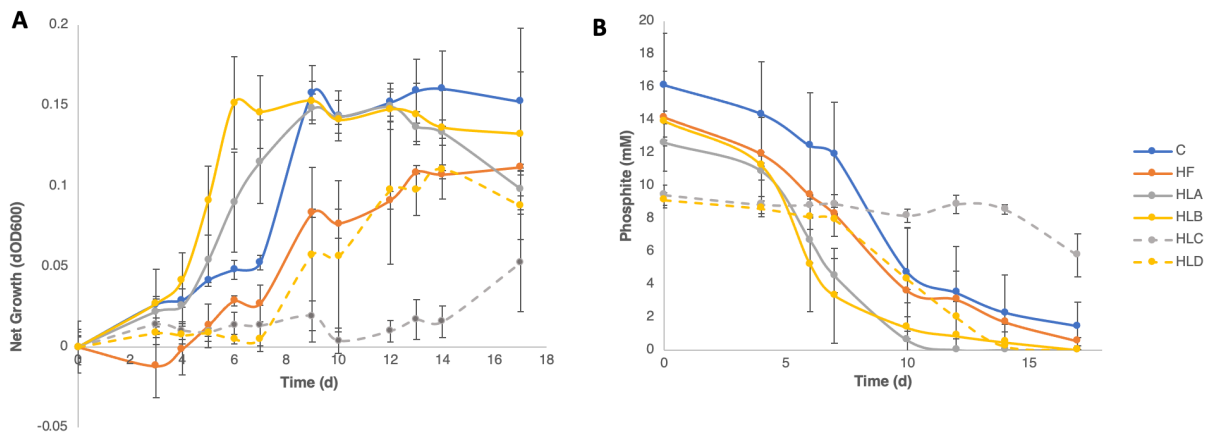 A
Net Growth (dOD600)
0.2
0.15
0.1
0.05
0
-0.05
0 2 4 6 8 10 12 14 16 18
Time (d)
B
Phosphite (mM)
20
18
16
14
12
10
8
6
4
2
0
0 5 10 15
Time (d)
C
HF
HLA
HLB
HLC
HLD